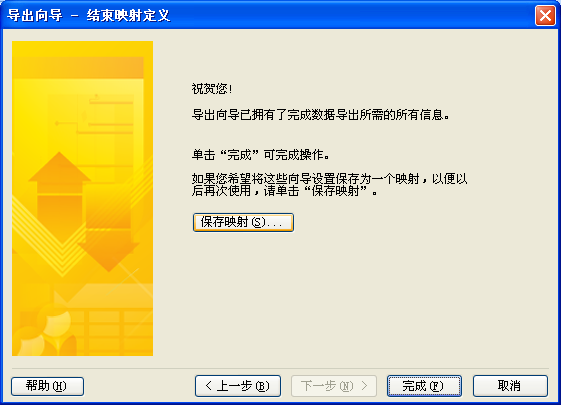 导出向导 - 结束映射定义
祝贺您!
导出向导已拥有了完成数据导出所需的所有信息。
单击“完成”可完成操作。
如果您希望将这些向导设置保存为一个映射，以便以
后再次使用，请单击“保存映射”。
保存映射(S)...
帮助(H)
< 上一步(B)
下一步(N) >
完成(F)
取消